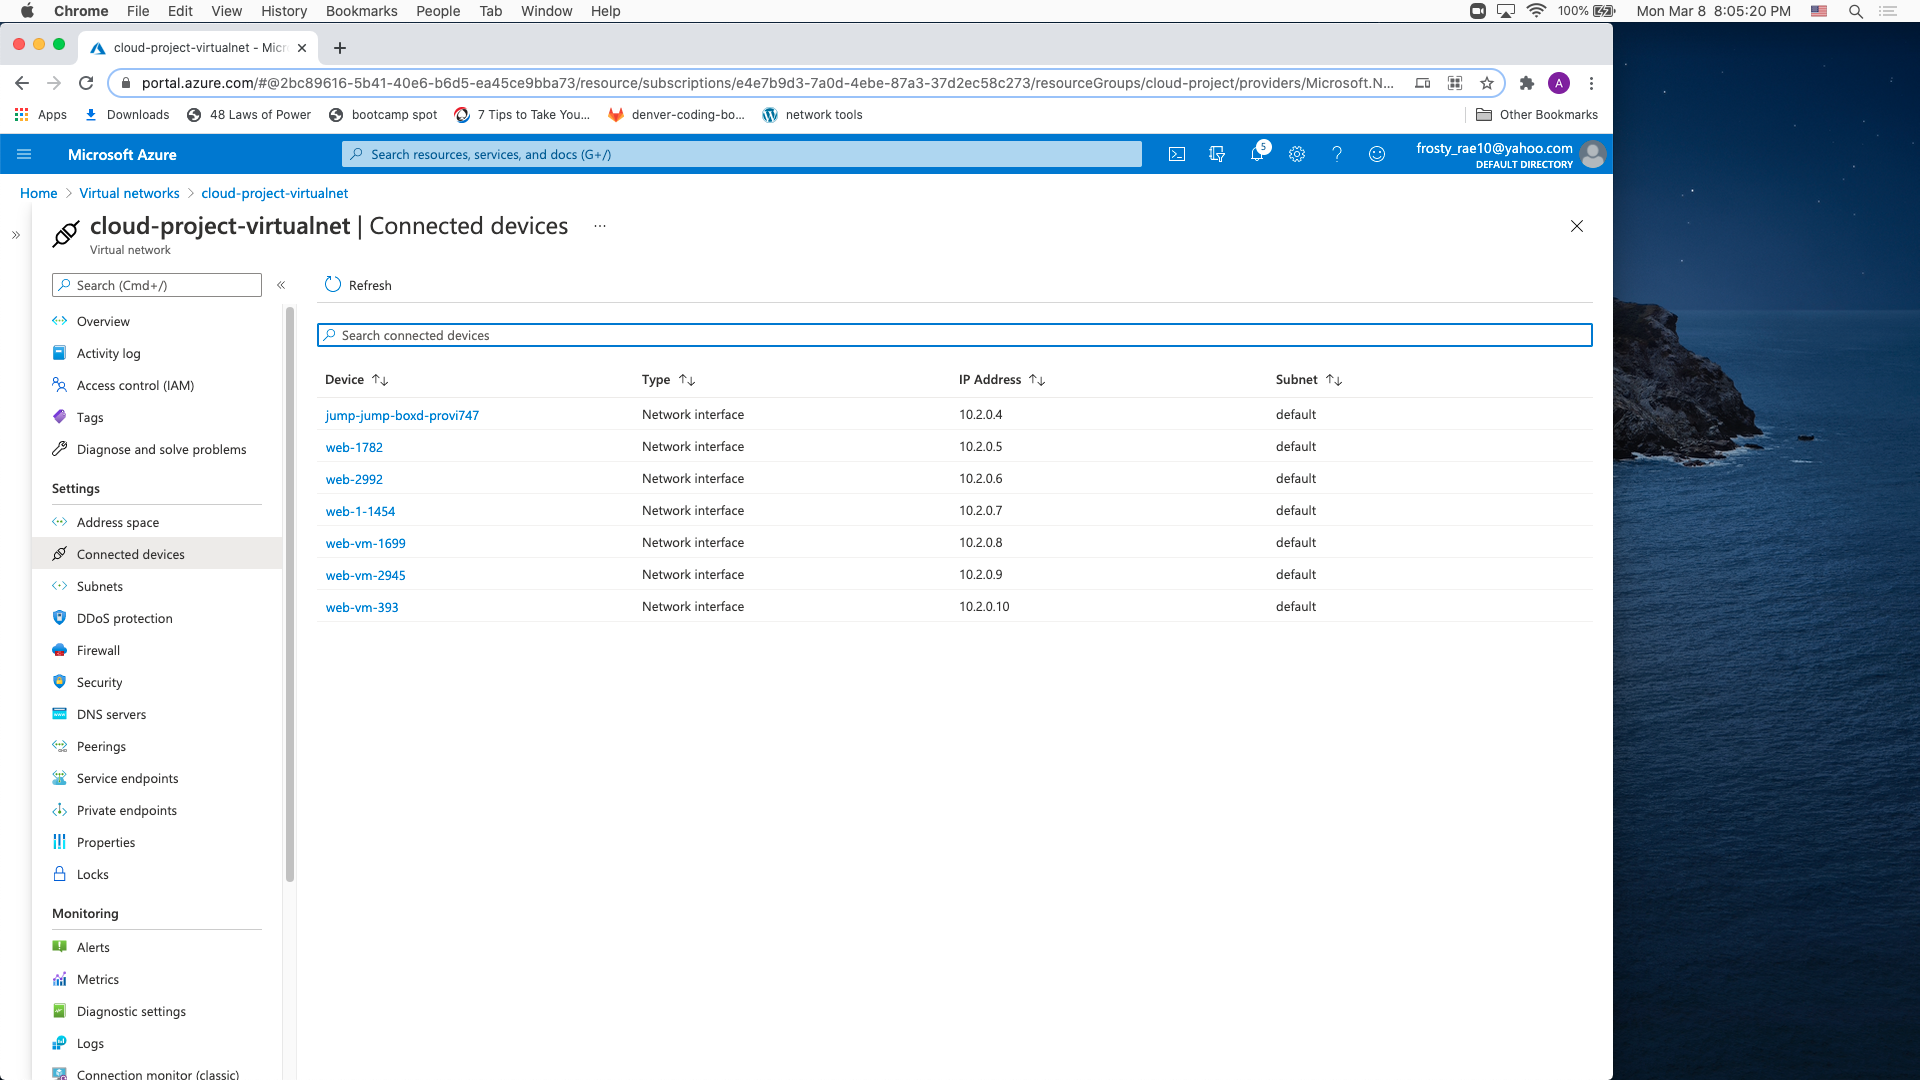 Chrome File Edit View History Bookmarks People Tab Window Help 100% Mon Mar 8 8:05:20 PM
cloud-project-virtualnet - Micr
portal.azure.com/#@2bc89616-5b41-40e6-b6d5-ea45ce9bba73/resource/subscriptions/e4e7b9d3-7a0d-4ebe-87a3-37d2ec58c273/resourceGroups/cloud-project/providers/Microsoft.N... A
Apps Downloads 48 Laws of Power bootcamp spot 7 Tips to Take You... denver-coding-bo... network tools Other Bookmarks
Microsoft Azure Search resources, services, and docs (G+/) 5 frosty_rae10@yahoo.com
DEFAULT DIRECTORY
Home > Virtual networks > cloud-project-virtualnet
cloud-project-virtualnet | Connected devices ...
Virtual network
Search (Cmd+/) «
Refresh
Overview
Activity log
Access control (IAM)
Tags
Diagnose and solve problems
Settings
Address space
Connected devices
Subnets
DDoS protection
Firewall
Security
DNS servers
Peerings
Service endpoints
Private endpoints
Properties
Locks
Monitoring
Alerts
Metrics
Diagnostic settings
Logs
Connection monitor (classic)
Search connected devices
Device Type IP Address Subnet
jump-jump-boxd-provi747 Network interface 10.2.0.4 default
web-1782 Network interface 10.2.0.5 default
web-2992 Network interface 10.2.0.6 default
web-1-1454 Network interface 10.2.0.7 default
web-vm-1699 Network interface 10.2.0.8 default
web-vm-2945 Network interface 10.2.0.9 default
web-vm-393 Network interface 10.2.0.10 default